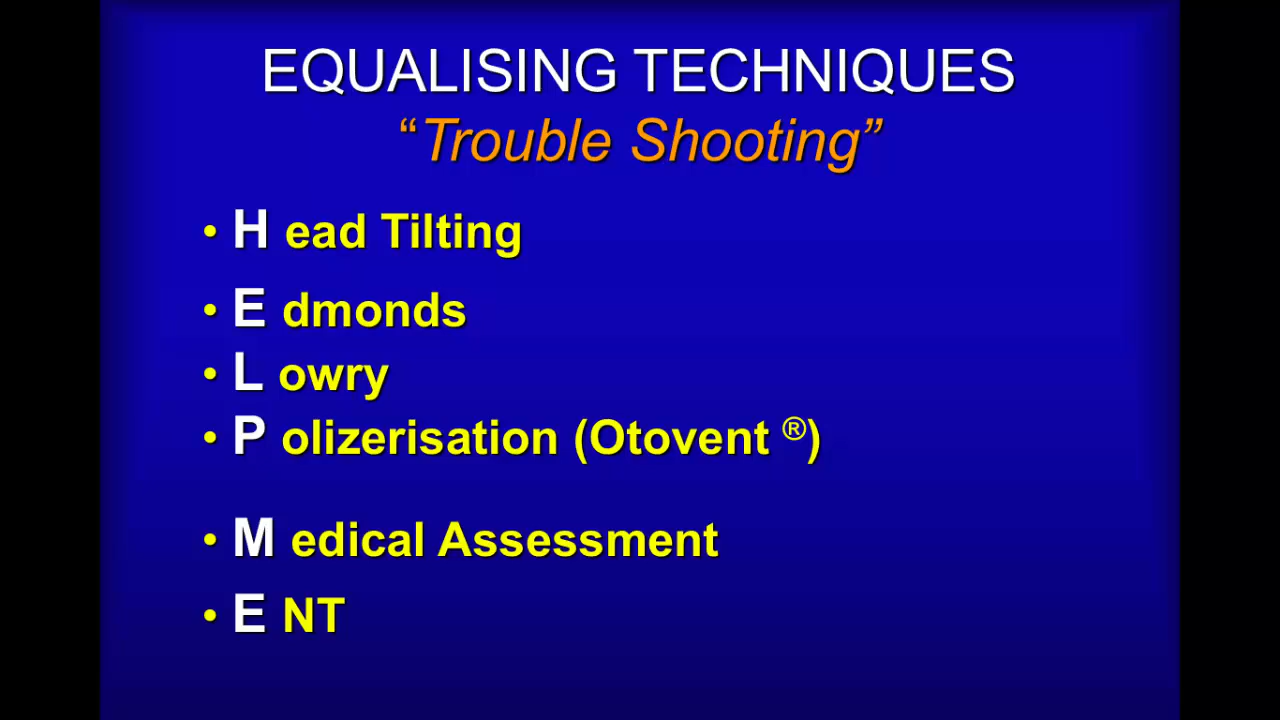 EQUALISING TECHNIQUES
“Trouble Shooting”
• H ead Tilting
• E dmonds
• L owry
• P olizerisation (Otovent ®)
• M edical Assessment
• E NT